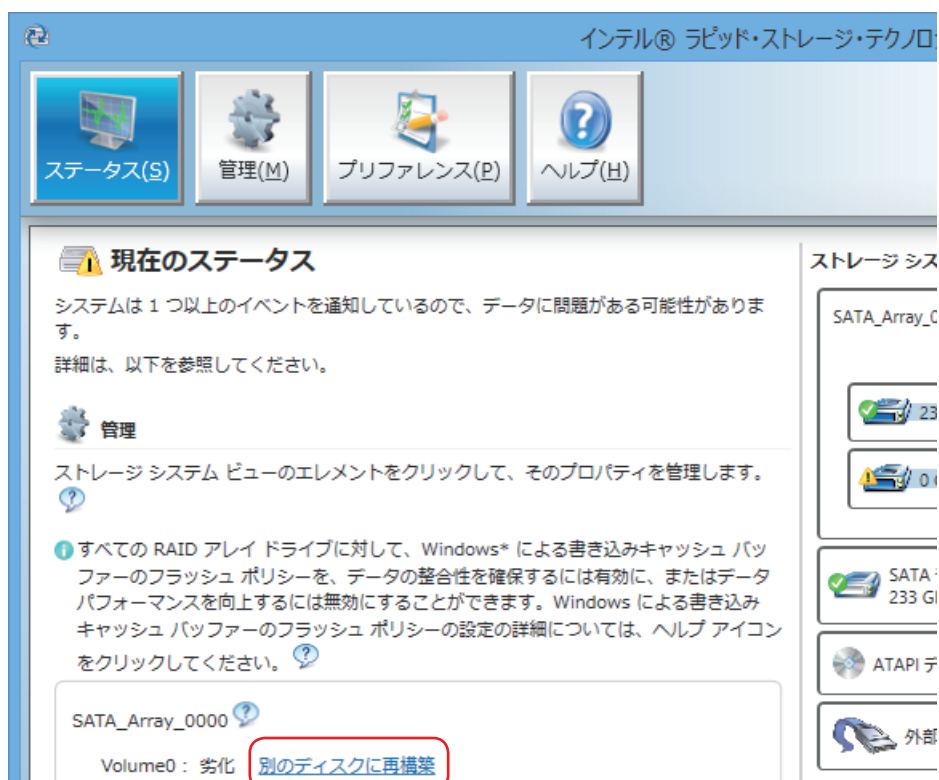 インテル® ラピッド・ストレージ・テクノロ
ステータス(S)
管理(M)
プリファレンス(P)
ヘルプ(H)
現在のステータス
システムは 1 つ以上のイベントを通知しているので、データに問題がある可能性がありま
す。
詳細は、以下を参照してください。
管理
ストレージ システム ビューのエレメントをクリックして、そのプロパティを管理します。
すべての RAID アレイ ドライブに対して、Windows* による書き込みキャッシュ バッ
ファーのフラッシュ ポリシーを、データの整合性を確保するには有効に、またはデータ
パフォーマンスを向上するには無効にすることができます。Windows による書き込み
キャッシュ バッファーのフラッシュ ポリシーの設定の詳細については、ヘルプ アイコン
をクリックしてください。
SATA_Array_0000
Volume0 : 劣化 別のディスクに再構築
ストレージ シス
SATA_Array_0
23
0
SATA
233 G
ATAPI デ
外部